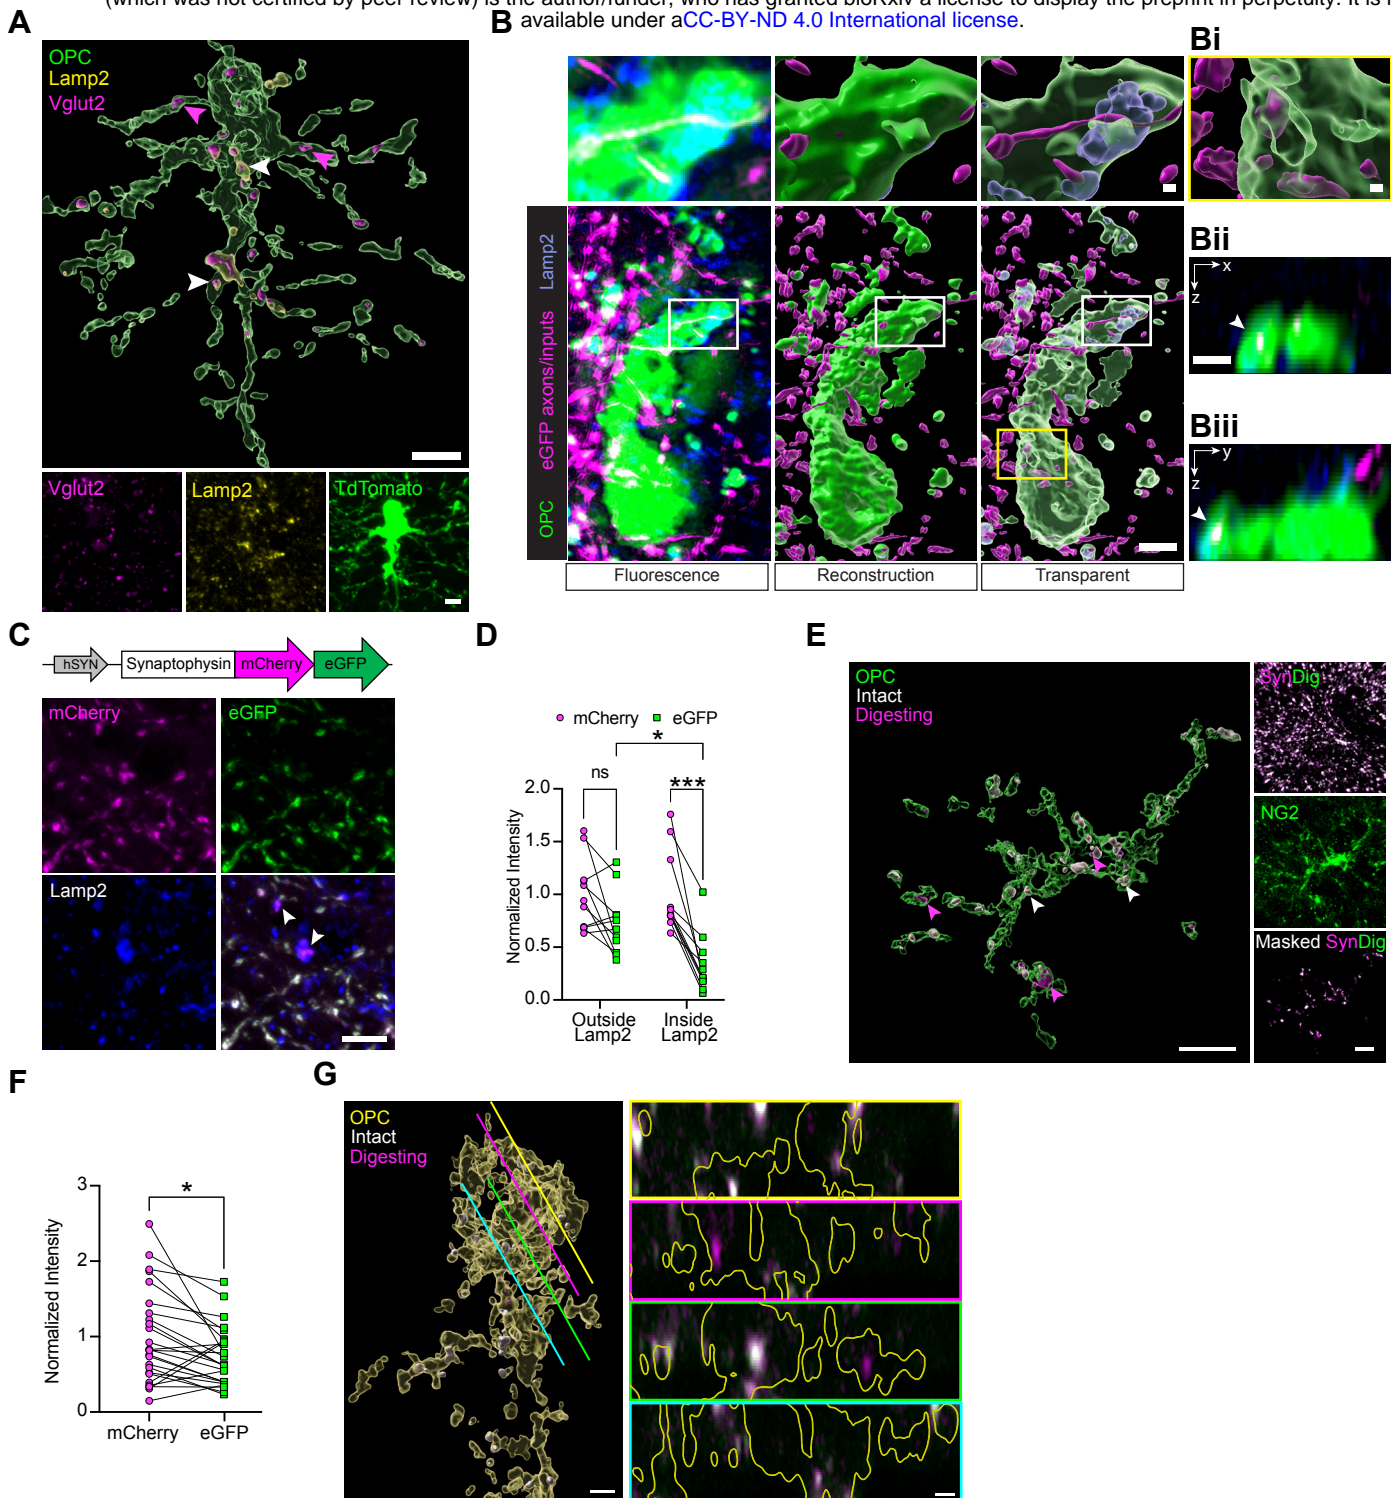 (which was not certified by peer review) is the author/funder, who has granted bioRxiv a license to display the preprint in perpetuity. It is
available under aCC-BY-ND 4.0 International license.
A
OPC
Lamp2
Vglut2
Vglut2
Lamp2
TdTomato
B
OPC eGFP axons/inputs Lamp2
Fluorescence
Reconstruction
Transparent
Bi
Bii
x
z
Biii
y
z
C
hSYN
Synaptophysin
mCherry
eGFP
mCherry
eGFP
Lamp2
D
mCherry
eGFP
*
ns
***
Normalized Intensity
2.0
1.5
1.0
0.5
0.0
Outside
Lamp2
Inside
Lamp2
E
OPC
Intact
Digesting
SynDig
NG2
Masked SynDig
F
*
Normalized Intensity
3
2
1
0
mCherry
eGFP
G
OPC
Intact
Digesting